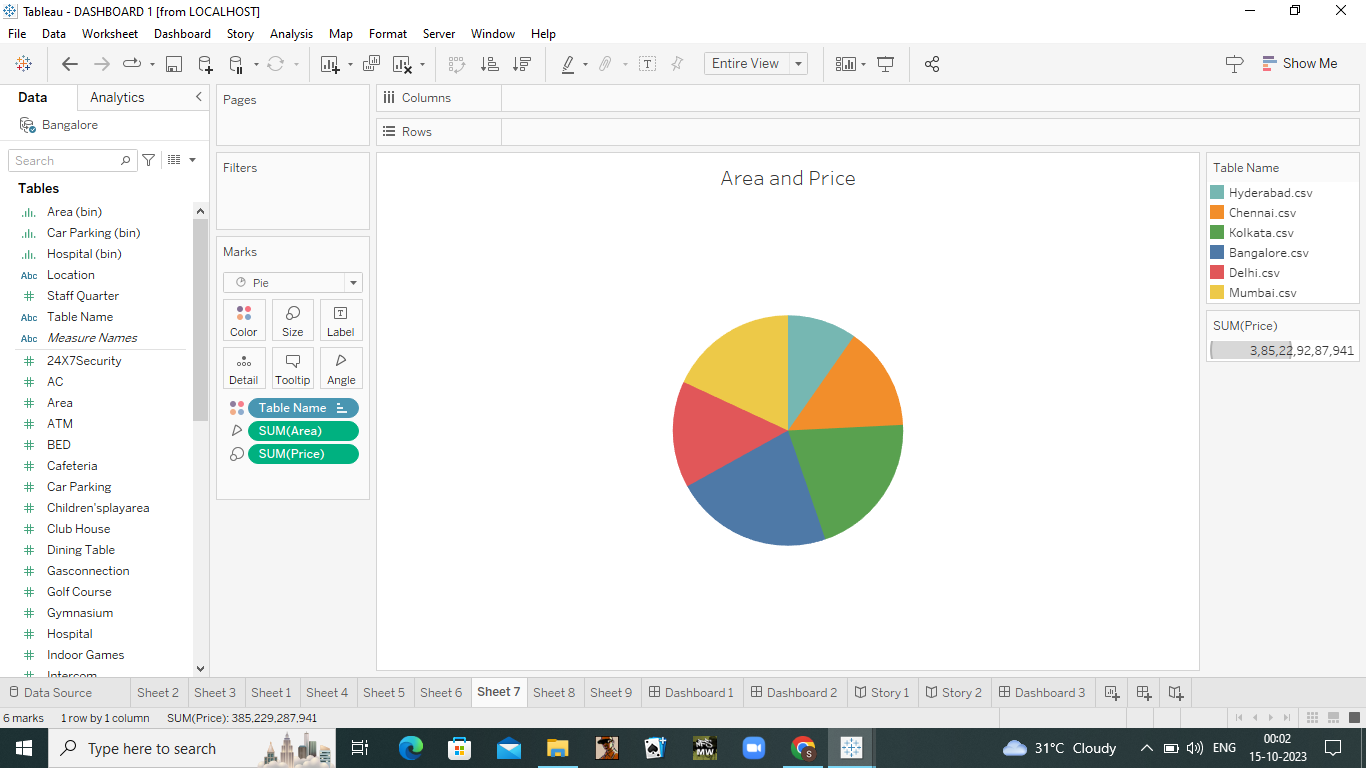 Tableau - DASHBOARD 1 [from LOCALHOST]
File Data Worksheet Dashboard Story Analysis Map Format Server Window Help
Entire View
Show Me
Data Analytics
Bangalore
Search
Tables
Area (bin)
Car Parking (bin)
Hospital (bin)
Abc Location
Staff Quarter
Abc Table Name
Abc Measure Names
24X7Security
AC
Area
ATM
BED
Cafeteria
Car Parking
Children'splayarea
Club House
Dining Table
Gasconnection
Golf Course
Gymnasium
Hospital
Indoor Games
Intercom
Pages
Filters
Marks
Pie
Color Size Label
Detail Tooltip Angle
Table Name
SUM(Area)
SUM(Price)
Columns
Rows
Area and Price
Table Name
Hyderabad.csv
Chennai.csv
Kolkata.csv
Bangalore.csv
Delhi.csv
Mumbai.csv
SUM(Price)
3,85,22,92,87,941
Data Source Sheet 2 Sheet 3 Sheet 1 Sheet 4 Sheet 5 Sheet 6 Sheet 7 Sheet 8 Sheet 9 Dashboard 1 Dashboard 2 Story 1 Story 2 Dashboard 3
6 marks 1 row by 1 column SUM(Price): 385,229,287,941
Type here to search
MW
S
31°C Cloudy
ENG
00:02
15-10-2023